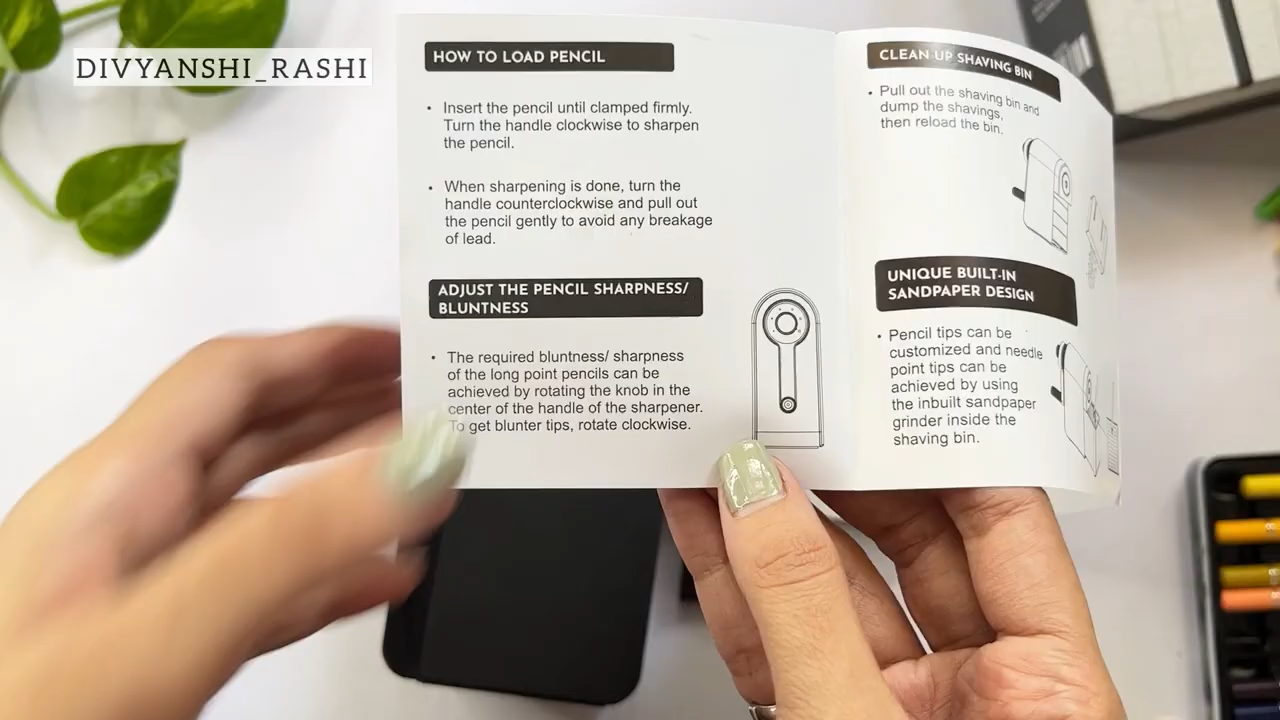 DIVYANSHI_RASHI
HOW TO LOAD PENCIL
• Insert the pencil until clamped firmly.
Turn the handle clockwise to sharpen
the pencil.
• When sharpening is done, turn the
handle counterclockwise and pull out
the pencil gently to avoid any breakage
of lead.
ADJUST THE PENCIL SHARPNESS/
BLUNTNESS
• The required bluntness/ sharpness
of the long point pencils can be
achieved by rotating the knob in the
center of the handle of the sharpener.
To get blunter tips, rotate clockwise.
CLEAN UP SHAVING BIN
• Pull out the shaving bin and
dump the shavings,
then reload the bin.
UNIQUE BUILT-IN
SANDPAPER DESIGN
• Pencil tips can be
customized and needle
point tips can be
achieved by using
the inbuilt sandpaper
grinder inside the
shaving bin.